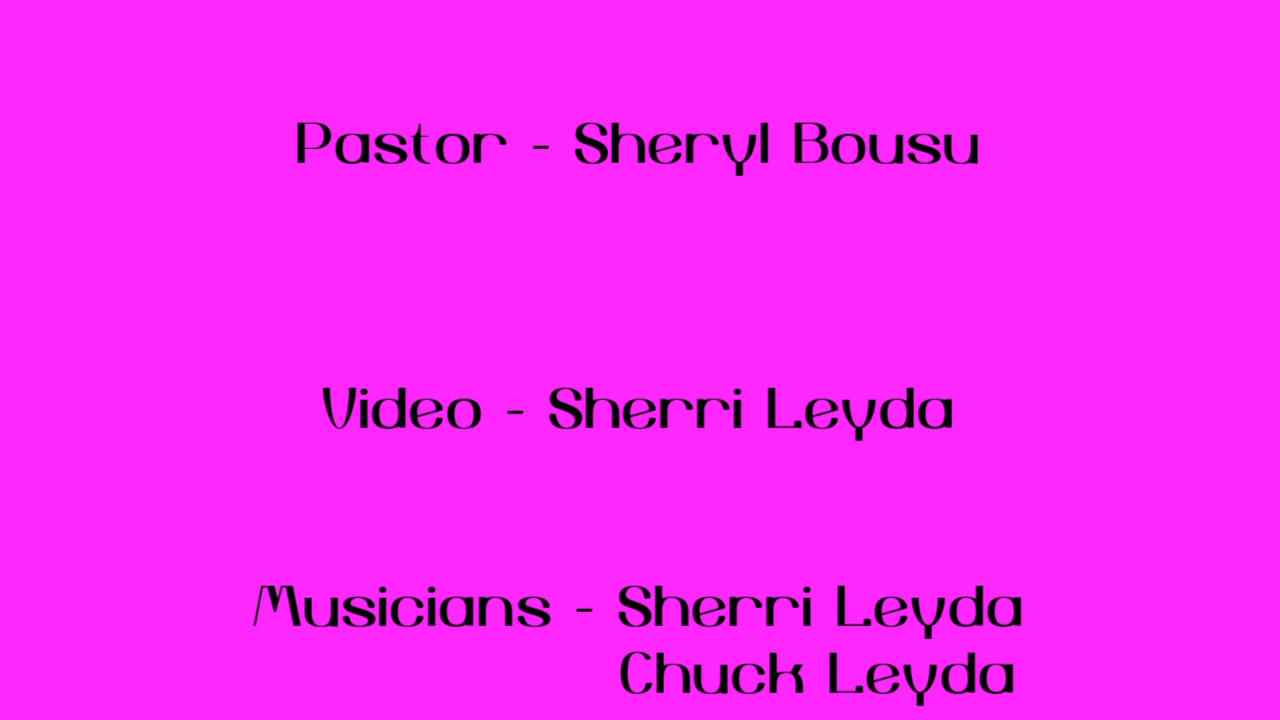 Pastor - Sheryl Bousu
Video - Sherri Leyda
Musicians - Sherri Leyda
Chuck Leyda